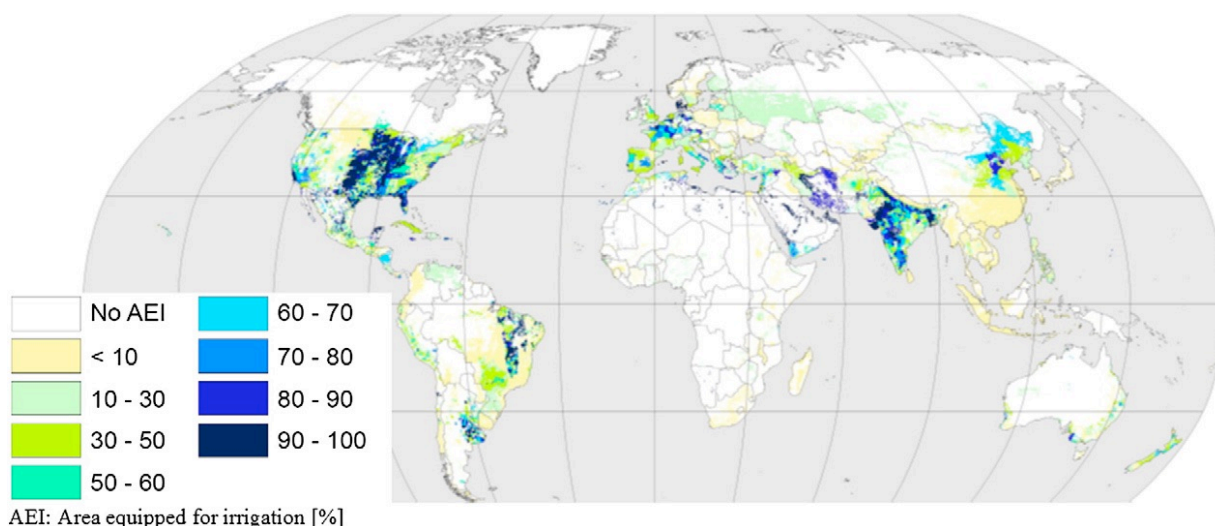 No AEI
< 10
10 - 30
30 - 50
50 - 60
60 - 70
70 - 80
80 - 90
90 - 100
AEI: Area equipped for irrigation [%]